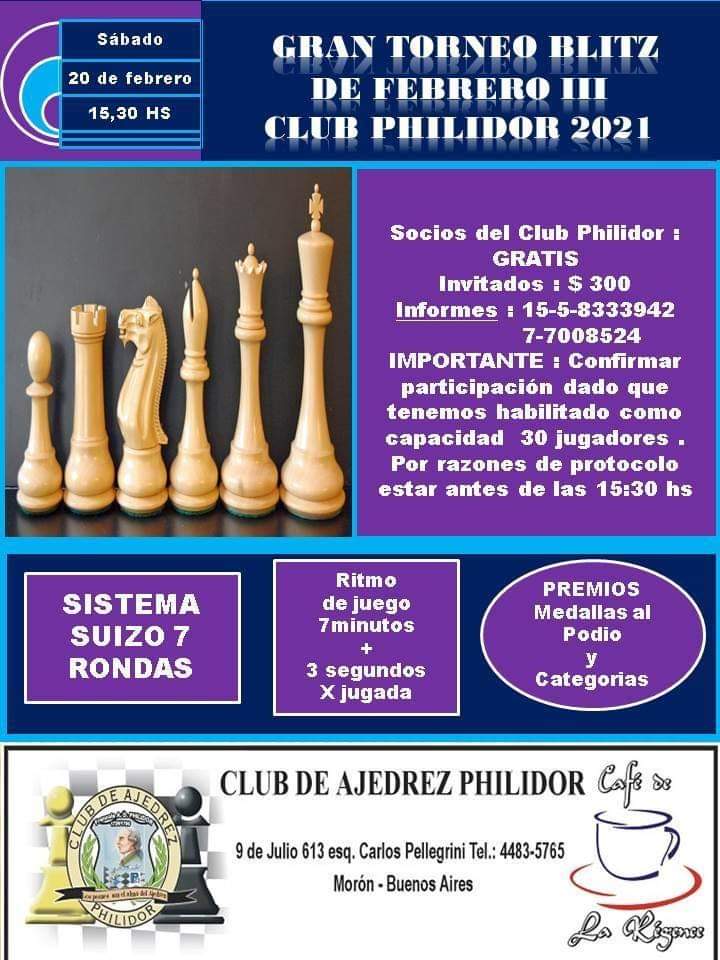 Sábado
20 de febrero
15,30 HS
GRAN TORNEO BLITZ
DE FEBRERO III
CLUB PHILIDOR 2021
Socios del Club Philidor :
GRATIS
Invitados : $ 300
Informes : 15-5-8333942
7-7008524
IMPORTANTE : Confirmar
participación dado que
tenemos habilitado como
capacidad 30 jugadores .
Por razones de protocolo
estar antes de las 15:30 hs
SISTEMA
SUIZO 7
RONDAS
Ritmo
de juego
7minutos
+
3 segundos
X jugada
PREMIOS
Medallas al
Podio
y
Categorias
CLUB DE AJEDREZ
PHILIDOR
CLUB DE AJEDREZ PHILIDOR
9 de Julio 613 esq. Carlos Pellegrini Tel.: 4483-5765
Morón - Buenos Aires
Café de
La Régence